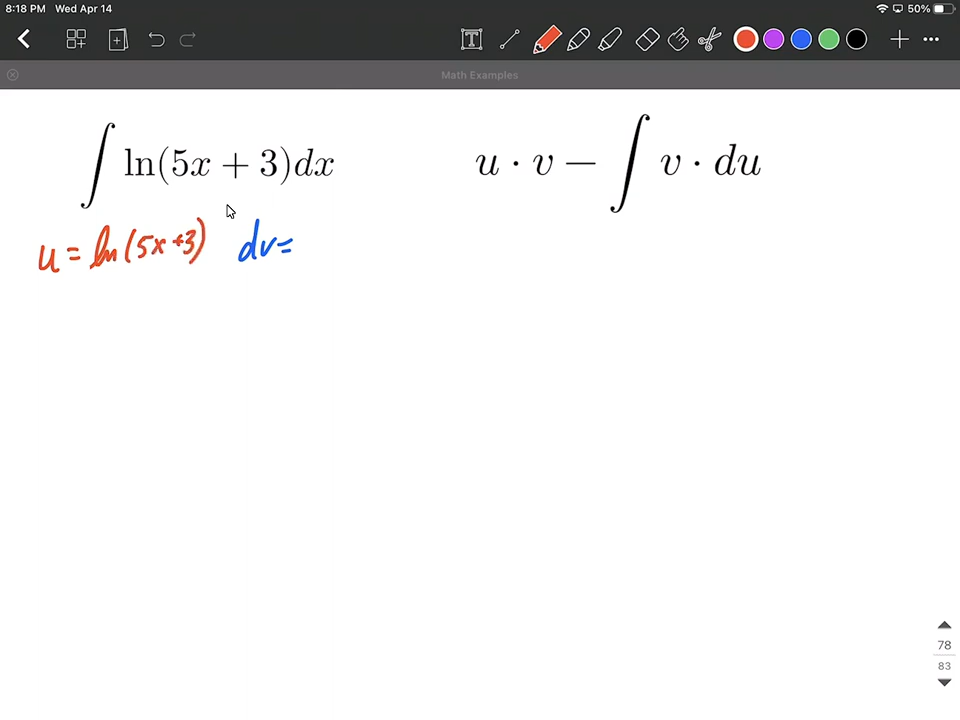 8:18 PM Wed Apr 14 50%
Math Examples
∫ ln(5x + 3)dx u · v − ∫ v · du
u = ln(5x+3) dv=
78
83